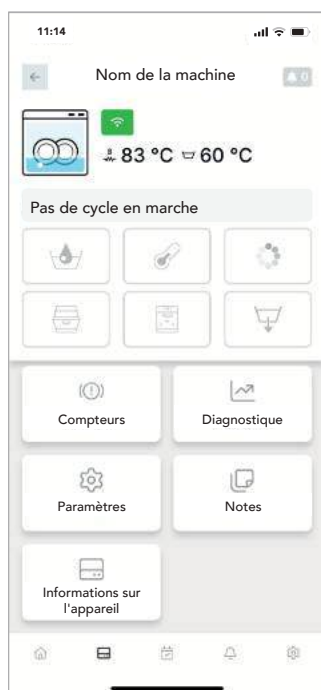 11:14
Nom de la machine
0
83 °C 60 °C
Pas de cycle en marche
Compteurs
Diagnostique
Paramètres
Notes
Informations sur
l'appareil